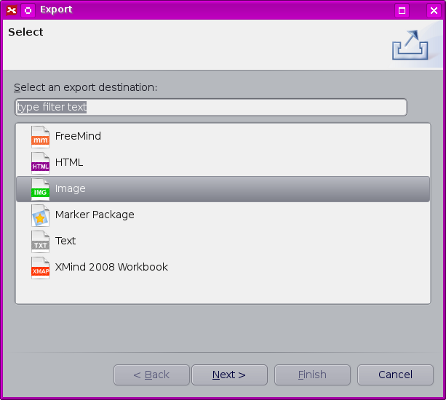 Export
Select
Select an export destination:
type filter text
mm FreeMind
HTML HTML
IMG Image
Marker Package
TXT Text
XMAP XMind 2008 Workbook
< Back Next > Finish Cancel